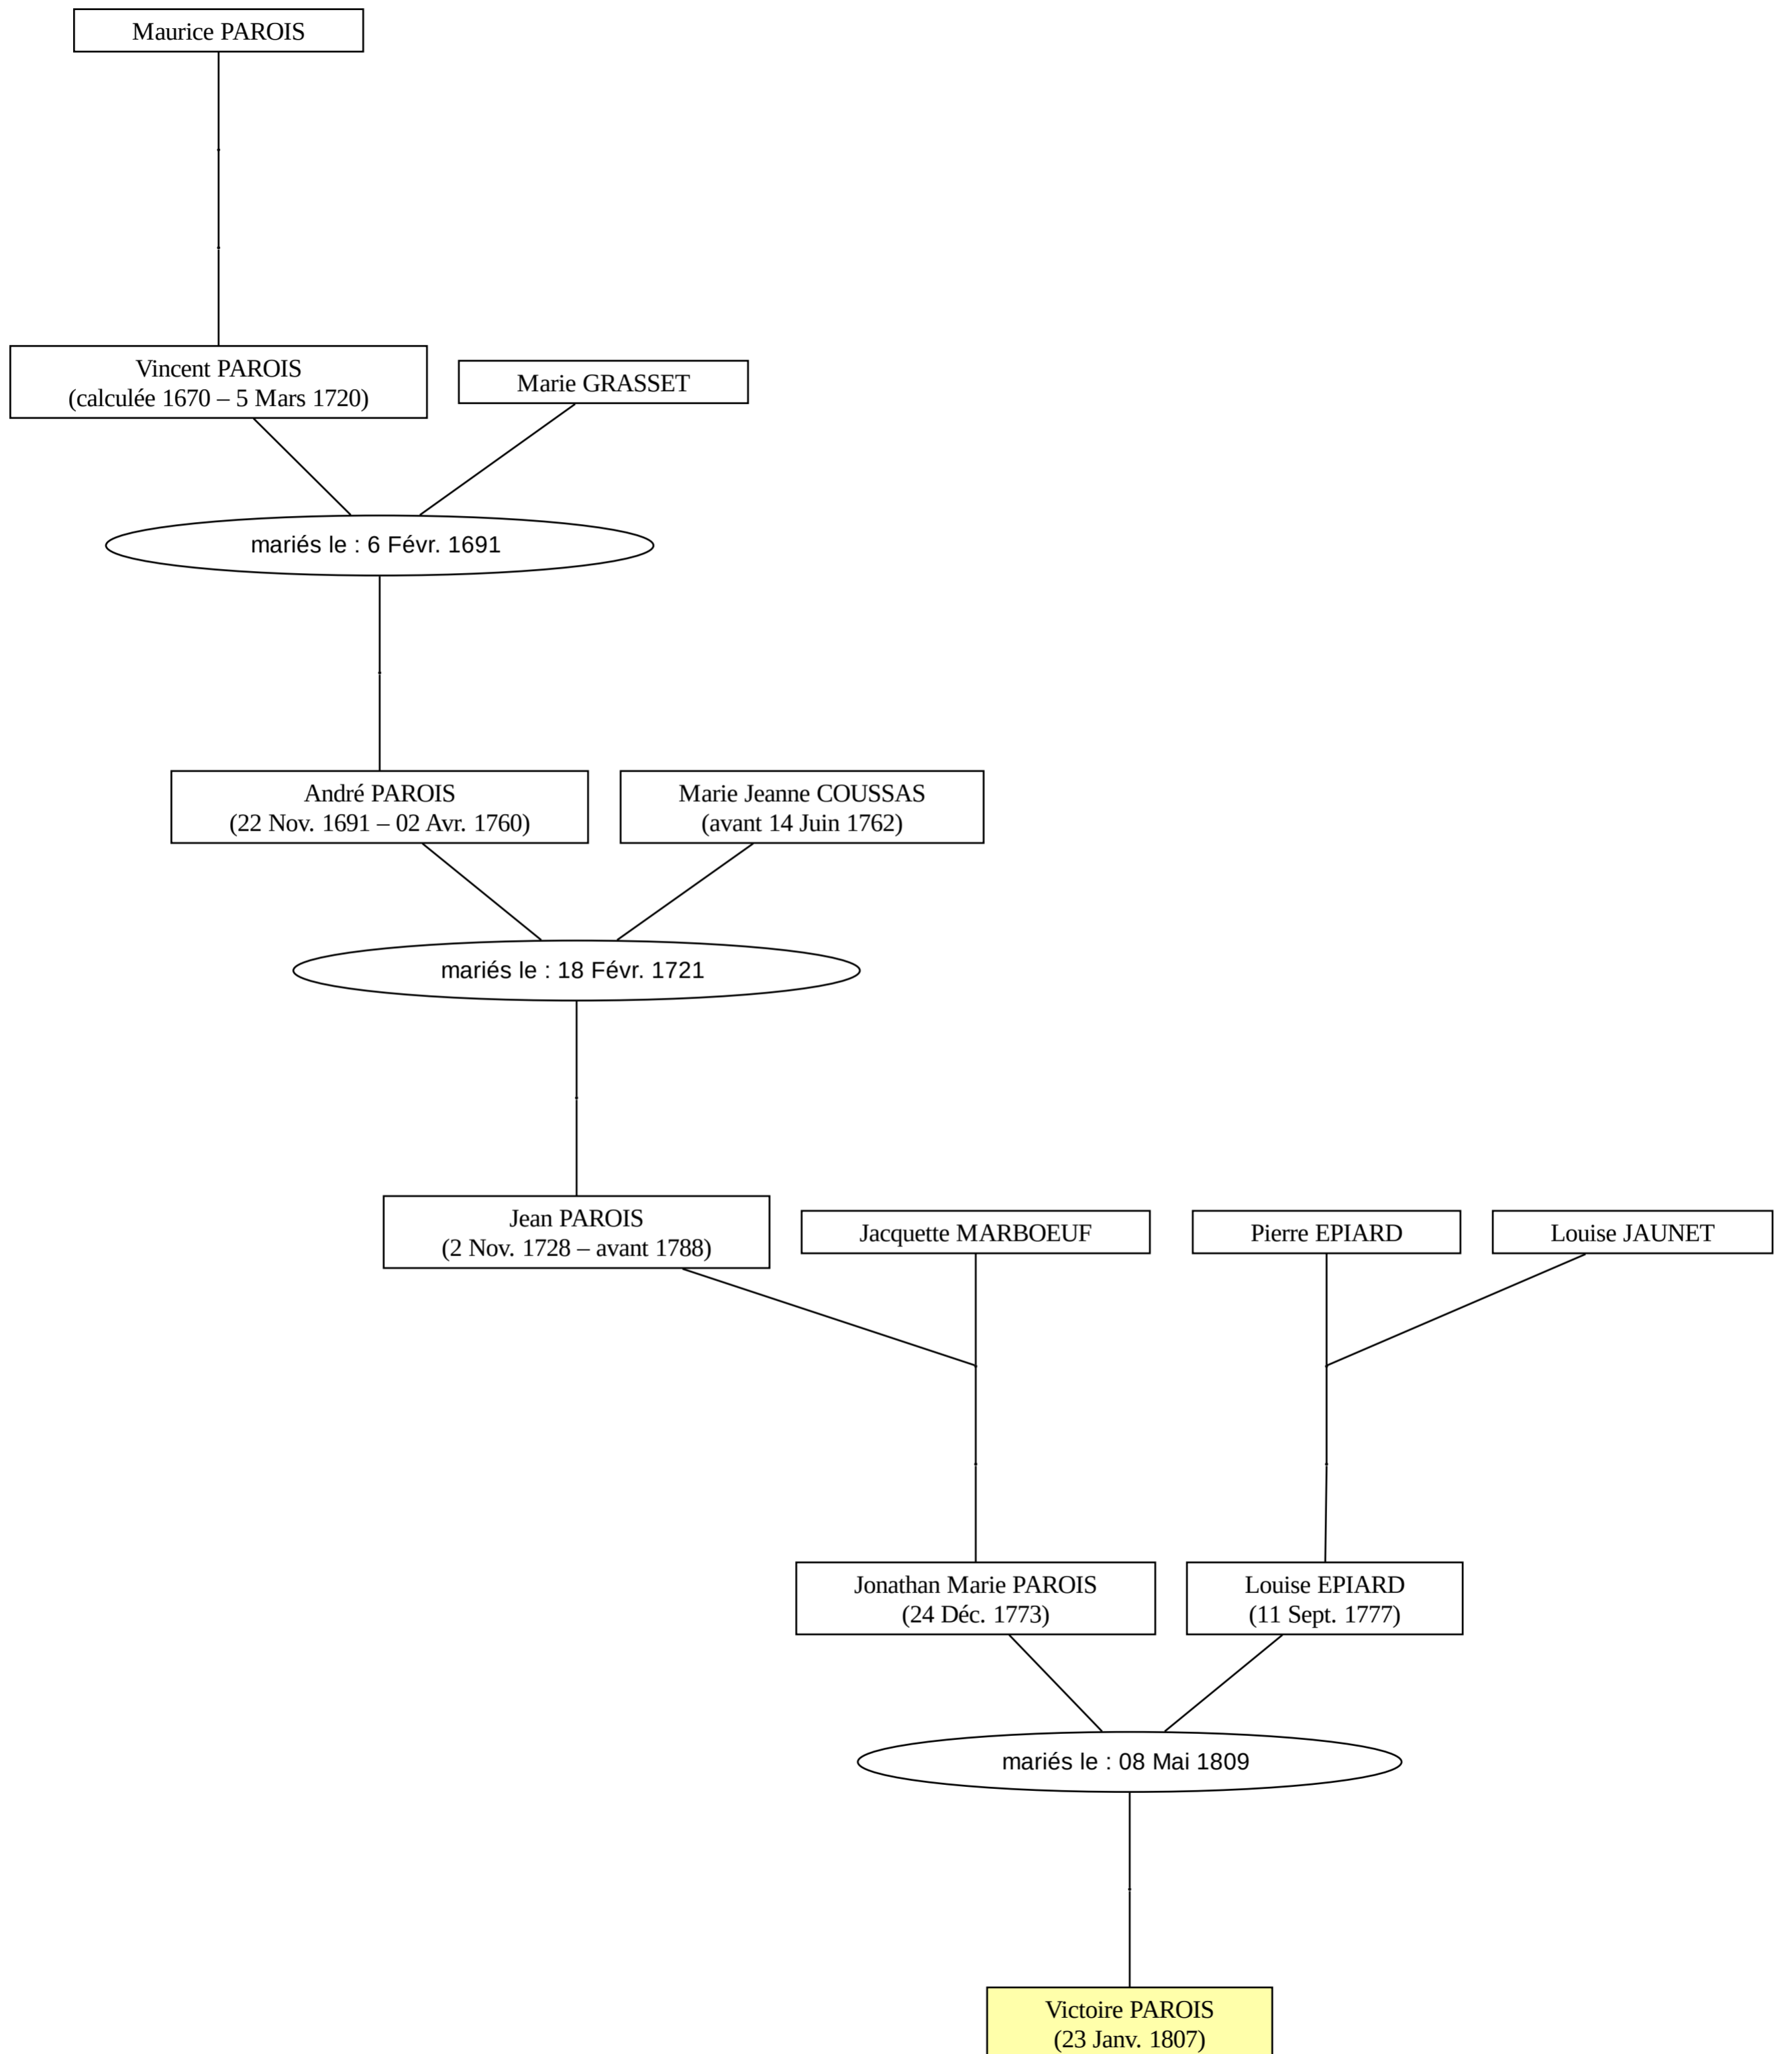 Maurice PAROIS
Vincent PAROIS
(calculée 1670 – 5 Mars 1720)
Marie GRASSET
mariés le : 6 Févr. 1691
André PAROIS
(22 Nov. 1691 – 02 Avr. 1760)
Marie Jeanne COUSSAS
(avant 14 Juin 1762)
mariés le : 18 Févr. 1721
Jean PAROIS
(2 Nov. 1728 – avant 1788)
Jacquette MARBOEUF
Pierre EPIARD
Louise JAUNET
Jonathan Marie PAROIS
(24 Déc. 1773)
Louise EPIARD
(11 Sept. 1777)
mariés le : 08 Mai 1809
Victoire PAROIS
(23 Janv. 1807)